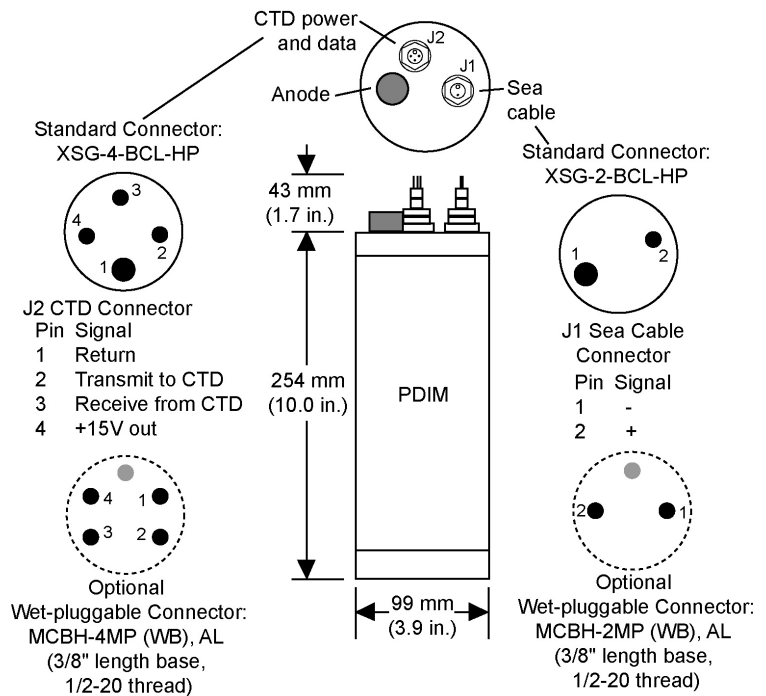 CTD power
and data
J2
J1
Anode
Sea
cable
Standard Connector:
XSG-4-BCL-HP
3
4
2
1
J2 CTD Connector
Pin Signal
1 Return
2 Transmit to CTD
3 Receive from CTD
4 +15V out
4
1
3
2
Optional
Wet-pluggable Connector:
MCBH-4MP (WB), AL
(3/8" length base,
1/2-20 thread)
43 mm
(1.7 in.)
254 mm
(10.0 in.)
PDIM
99 mm
(3.9 in.)
Standard Connector:
XSG-2-BCL-HP
1
2
J1 Sea Cable
Connector
Pin Signal
1 -
2 +
2
1
Optional
Wet-pluggable Connector:
MCBH-2MP (WB), AL
(3/8" length base,
1/2-20 thread)